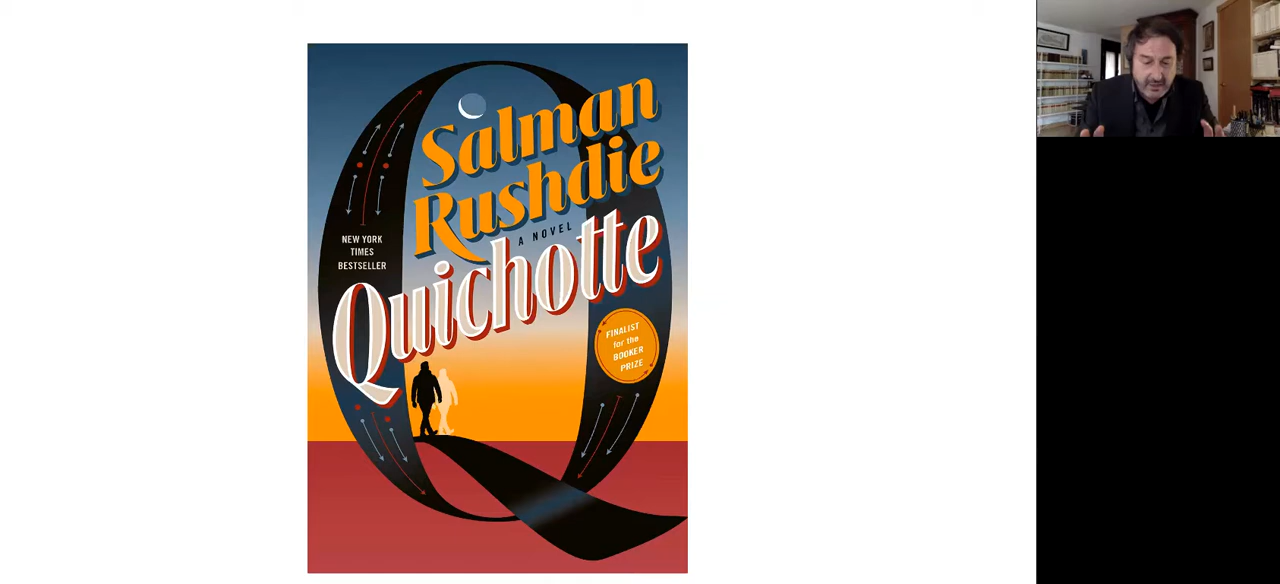 Salman
Rushdie
A NOVEL
Quichotte
NEW YORK
TIMES
BESTSELLER
FINALIST
for the
BOOKER
PRIZE